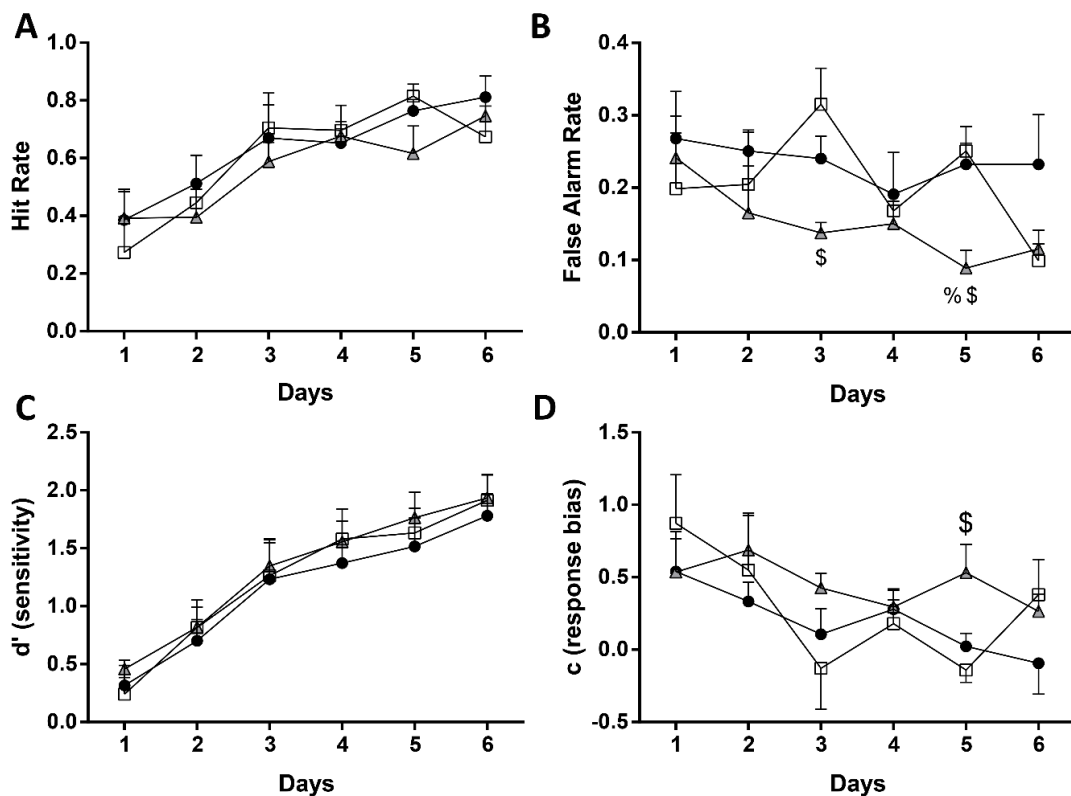 A
Hit Rate
1.0
0.8
0.6
0.4
0.2
0.0
1 2 3 4 5 6
Days
B
False Alarm Rate
0.4
0.3
0.2
0.1
0.0
$
% $
1 2 3 4 5 6
Days
C
d' (sensitivity)
2.5
2.0
1.5
1.0
0.5
0.0
1 2 3 4 5 6
Days
D
c (response bias)
1.5
1.0
0.5
0.0
-0.5
$
1 2 3 4 5 6
Days